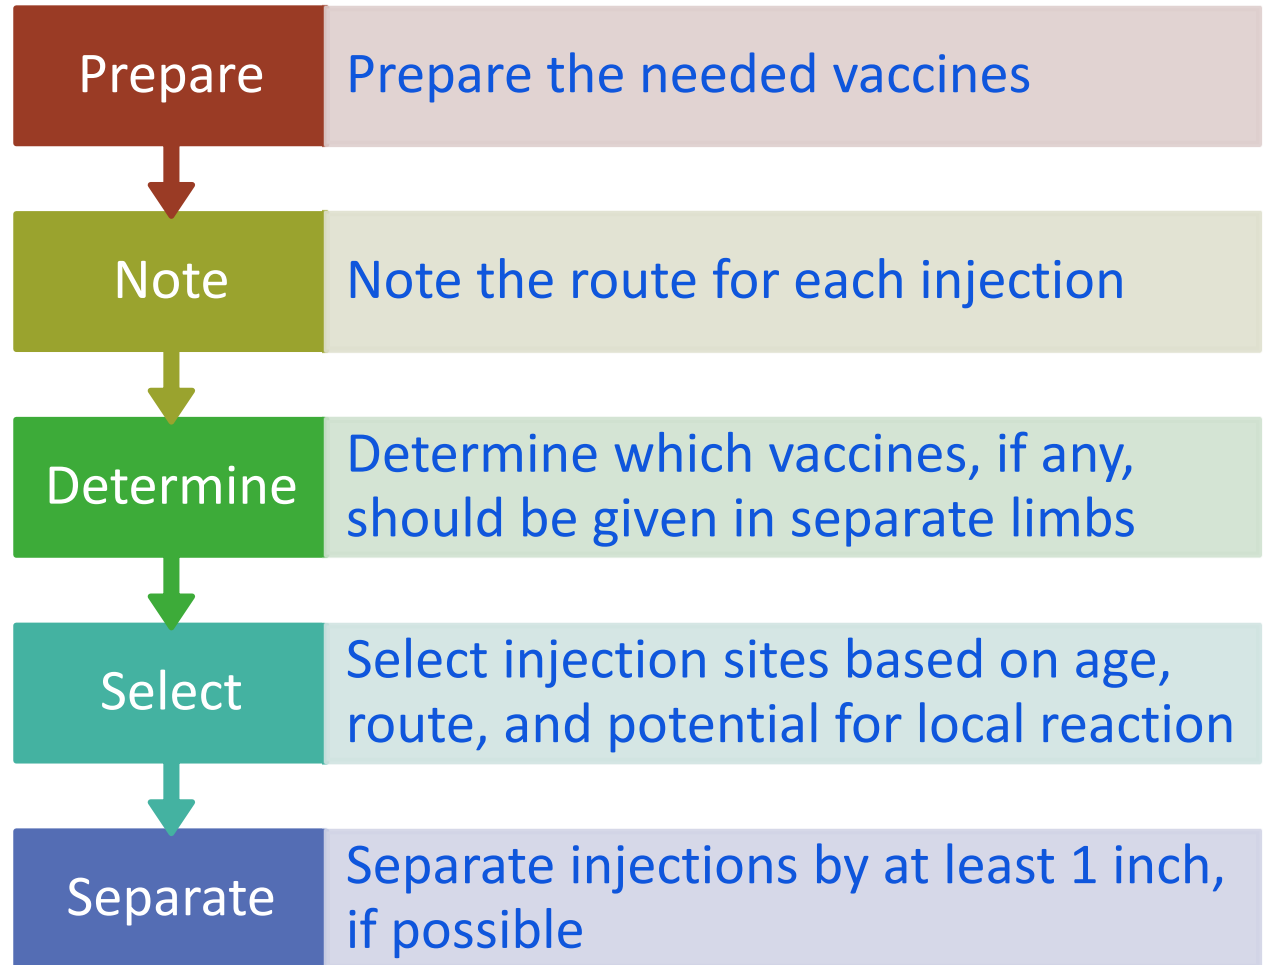 Prepare
Prepare the needed vaccines
Note
Note the route for each injection
Determine
Determine which vaccines, if any,
should be given in separate limbs
Select
Select injection sites based on age,
route, and potential for local reaction
Separate
Separate injections by at least 1 inch,
if possible